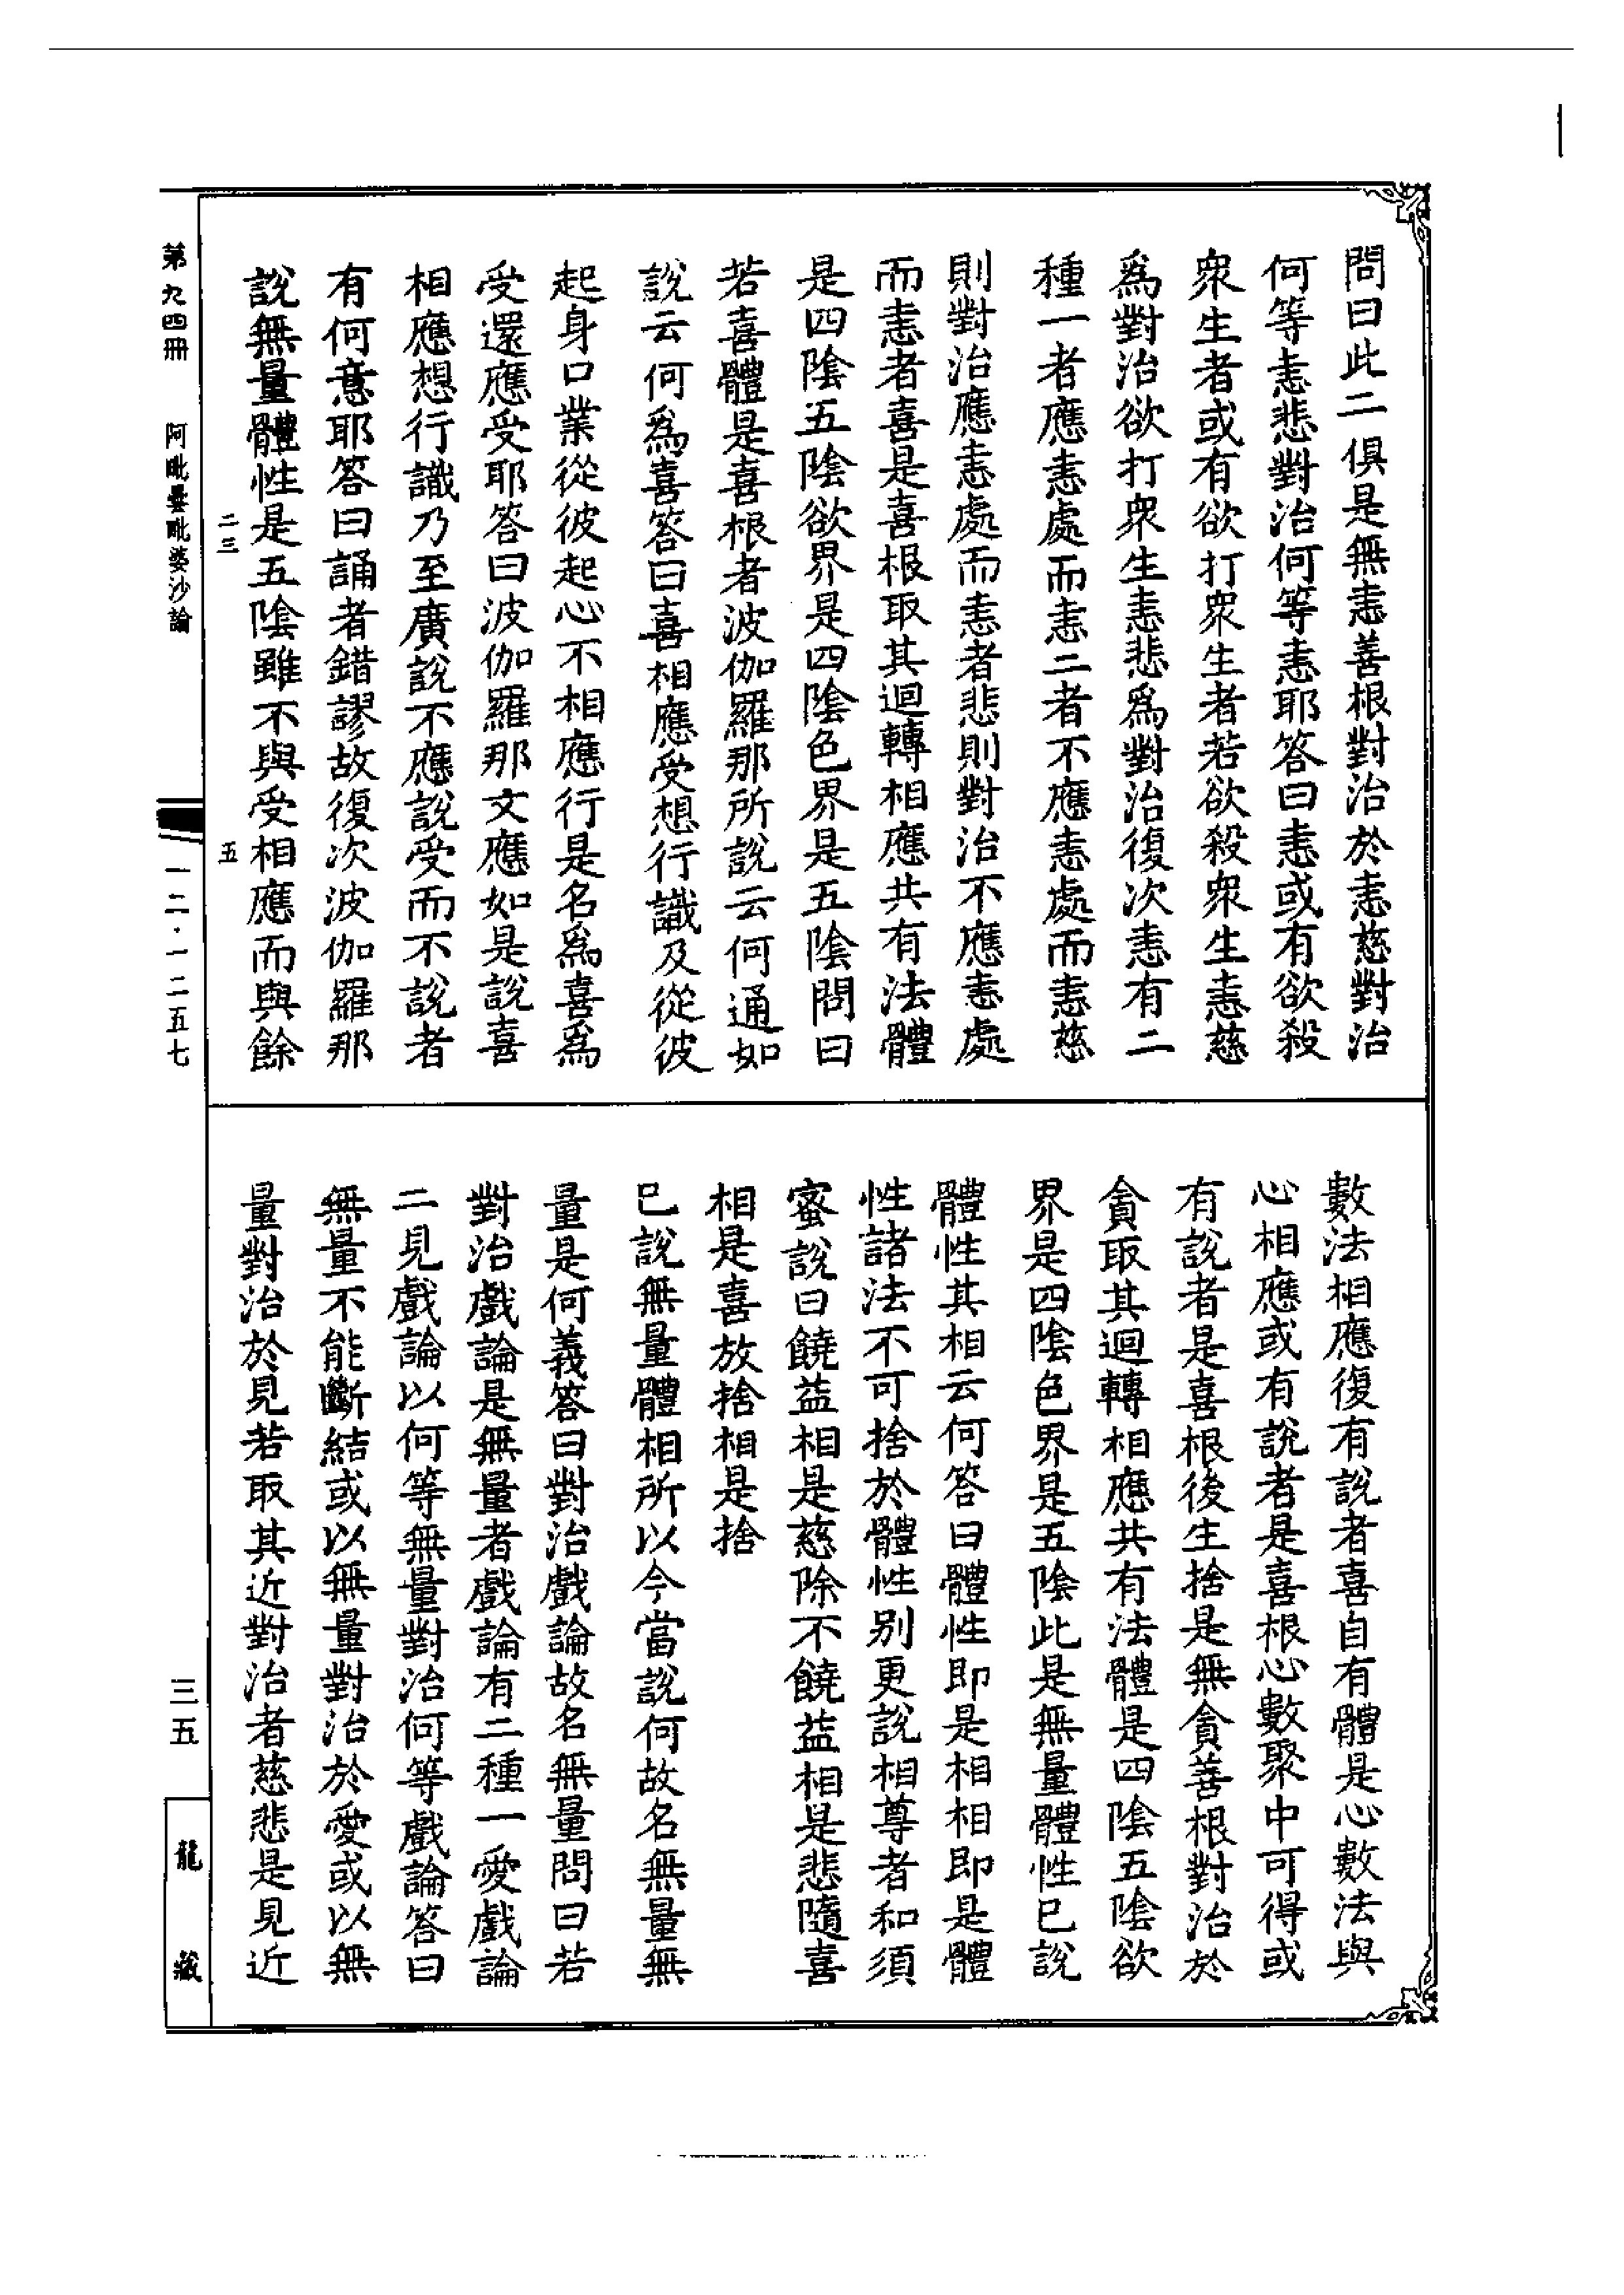 問曰此二俱是無恚善根對治於恚慈對治
何等恚悲對治何等恚耶答曰恚或有欲殺
衆生者或有欲打衆生者若欲殺衆生恚慈
爲對治欲打衆生恚悲爲對治復次恚有二
種一者應恚處而恚二者不應恚處而恚慈
則對治應恚處而恚者悲則對治不應恚處
而恚者喜是喜根取其迴轉相應共有法體
是四陰五陰欲界是四陰色界是五陰問曰
若喜體是喜根者波伽羅那所說云何通如
說云何爲喜答曰喜相應受想行識及從彼
起身口業從彼起心不相應行是名爲喜爲
受還應受耶答曰波伽羅那文應如是說喜
相應想行識乃至廣說不應說受而不說者
有何意耶答曰誦者錯謬故復次波伽羅那
說無量體性是五陰雖不與受相應而與餘
數法相應復有說者喜自有體是心數法與
心相應或有說者是喜根心數聚中可得或
有說者是喜根後生捨是無貪善根對治於
貪取其迴轉相應共有法體是四陰五陰欲
界是四陰色界是五陰此是無量體性已說
體性其相云何答曰體性即是相相即是體
性諸法不可捨於體性別更說相尊者和須
蜜說曰饒益相是慈除不饒益相是悲隨喜
相是喜放捨相是捨
已說無量體相所以今當說何故名無量無
量是何義答曰對治戲論故名無量問曰若
對治戲論是無量者戲論有二種一愛戲論
二見戲論以何等無量對治何等戲論答曰
無量不能斷結或以無量對治於愛或以無
量對治於見若取其近對治者慈悲是見近
二三
五
第九四冊
阿毗曇毗婆沙論
一二·一二五七
三五
龍藏